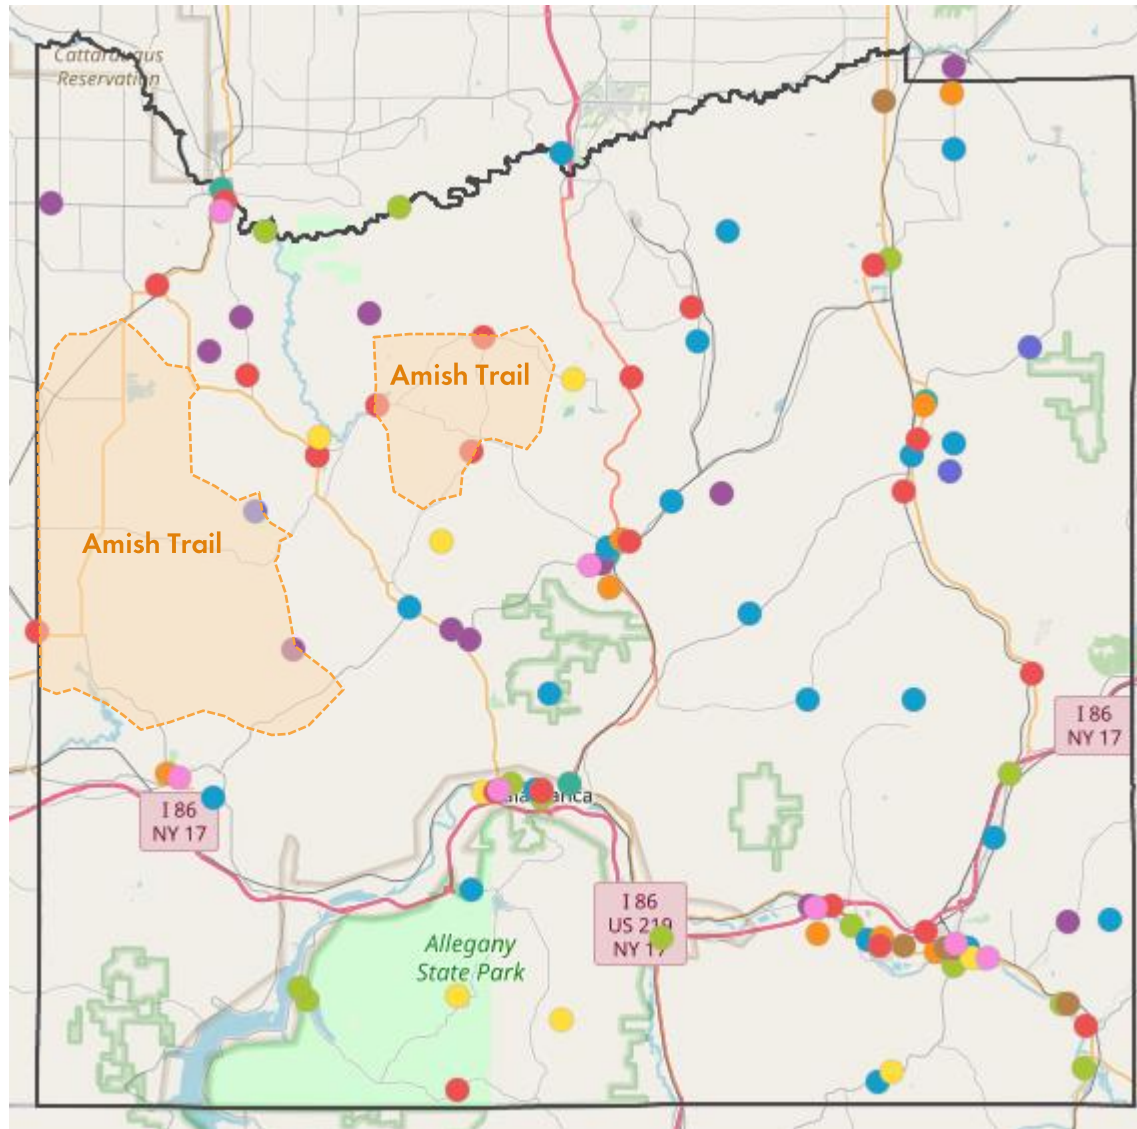 Cattaraugus
Reservation
Amish Trail
Amish Trail
I 86
NY 17
I 86
NY 17
I 86
US 219
NY 17
Allegany
State Park